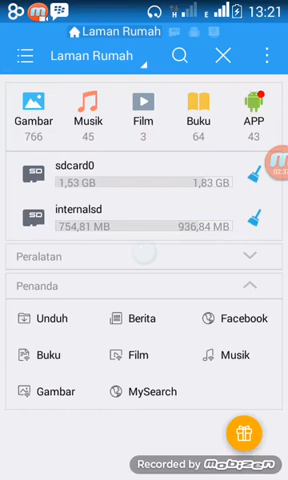 13:21
Laman Rumah
Laman Rumah
Gambar Musik Film Buku APP
766 45 3 64 43
sdcard0
1,53 GB 1,83 GB
internalsd
754,81 MB 936,84 MB
Peralatan
Penanda
Unduh Berita Facebook
Buku Film Musik
Gambar MySearch
Recorded by mobizen